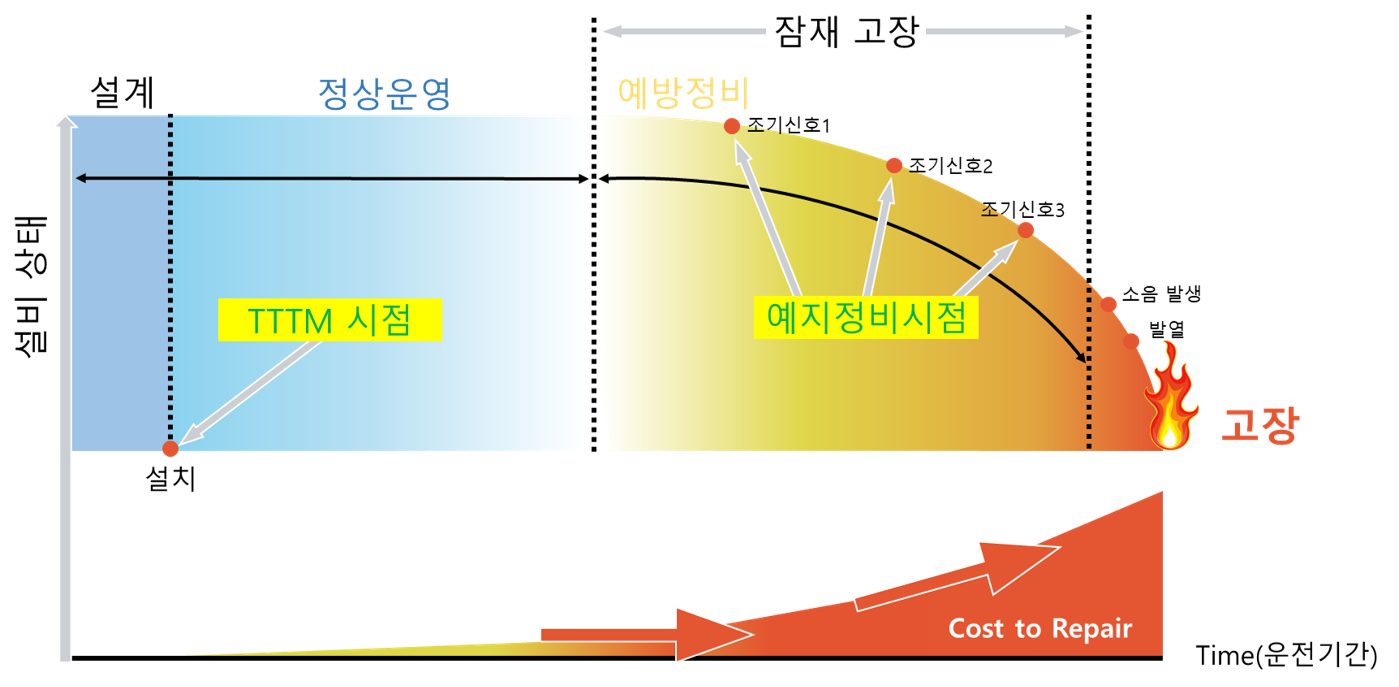 잠재 고장
설계
정상운영
예방정비
조기신호1
조기신호2
조기신호3
설비 상태
소음 발생
TTTM 시점
예지정비시점
발열
고장
설치
Cost to Repair
Time(운전기간)